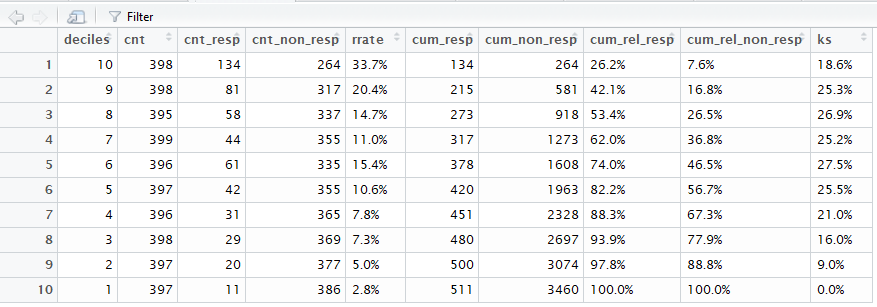 Filter
deciles cnt cnt_resp cnt_non_resp rrate cum_resp cum_non_resp cum_rel_resp cum_rel_non_resp ks
1 10 398 134 264 33.7% 134 264 26.2% 7.6% 18.6%
2 9 398 81 317 20.4% 215 581 42.1% 16.8% 25.3%
3 8 395 58 337 14.7% 273 918 53.4% 26.5% 26.9%
4 7 399 44 355 11.0% 317 1273 62.0% 36.8% 25.2%
5 6 396 61 335 15.4% 378 1608 74.0% 46.5% 27.5%
6 5 397 42 355 10.6% 420 1963 82.2% 56.7% 25.5%
7 4 396 31 365 7.8% 451 2328 88.3% 67.3% 21.0%
8 3 398 29 369 7.3% 480 2697 93.9% 77.9% 16.0%
9 2 397 20 377 5.0% 500 3074 97.8% 88.8% 9.0%
10 1 397 11 386 2.8% 511 3460 100.0% 100.0% 0.0%